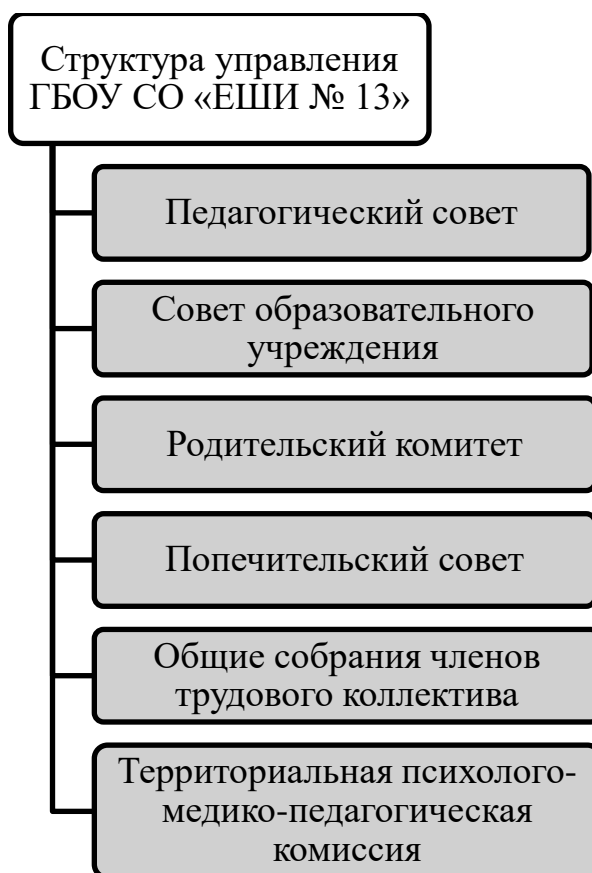 Структура управления
ГБОУ СО «ЕШИ № 13»
Педагогический совет
Совет образовательного
учреждения
Родительский комитет
Попечительский совет
Общие собрания членов
трудового коллектива
Территориальная психолого-
медико-педагогическая
комиссия